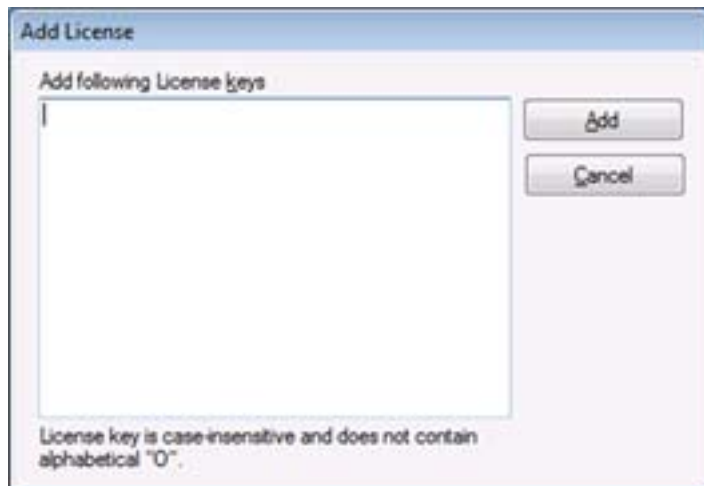 Add License
Add following License keys
Add
Cancel
License key is case-insensitive and does not contain
alphabetical "O".